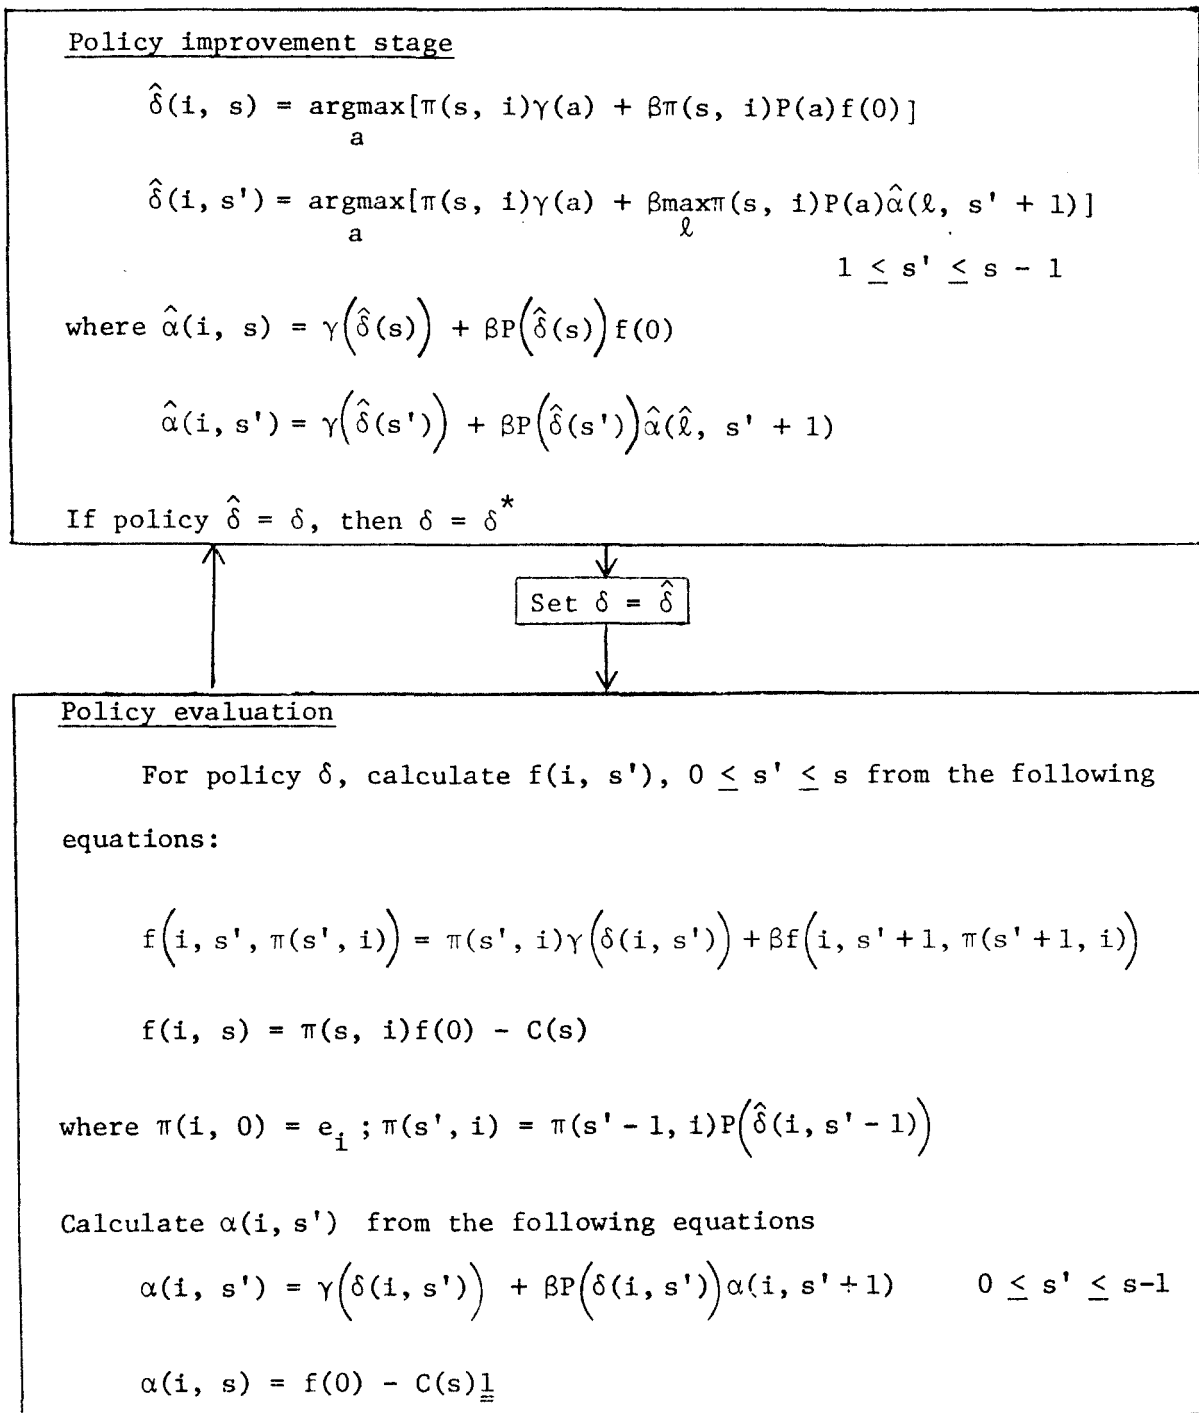 Policy improvement stage
δ̂(i, s) = argmax[π(s, i)γ(a) + βπ(s, i)P(a)f(0)]
a
δ̂(i, s') = argmax[π(s, i)γ(a) + βmaxπ(s, i)P(a)α̂(ℓ, s' + 1)]
a ℓ
1 ≤ s' ≤ s - 1
where α̂(i, s) = γ(δ̂(s)) + βP(δ̂(s))f(0)
α̂(i, s') = γ(δ̂(s')) + βP(δ̂(s'))α̂(ℓ̂, s' + 1)
If policy δ̂ = δ, then δ = δ*
Set δ = δ̂
Policy evaluation
For policy δ, calculate f(i, s'), 0 ≤ s' ≤ s from the following
equations:
f(i, s', π(s', i)) = π(s', i)γ(δ(i, s')) + βf(i, s' + 1, π(s' + 1, i))
f(i, s) = π(s, i)f(0) - C(s)
where π(i, 0) = e_i ; π(s', i) = π(s' - 1, i)P(δ̂(i, s' - 1))
Calculate α(i, s') from the following equations
α(i, s') = γ(δ(i, s')) + βP(δ(i, s'))α(i, s' + 1) 0 ≤ s' ≤ s-1
α(i, s) = f(0) - C(s)1